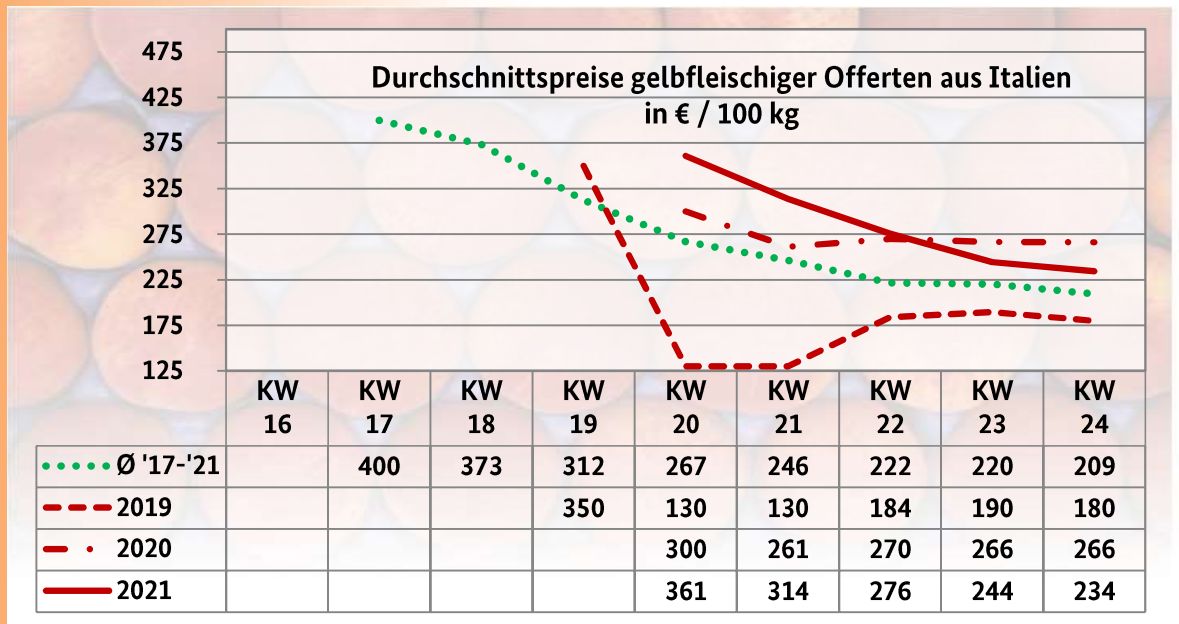 Durchschnittspreise gelbfleischiger Offerten aus Italien
in € / 100 kg
475
425
375
325
275
225
175
125
KW 16 KW 17 KW 18 KW 19 KW 20 KW 21 KW 22 KW 23 KW 24
Ø '17-'21 400 373 312 267 246 222 220 209
2019 350 130 130 184 190 180
2020 300 261 270 266 266
2021 361 314 276 244 234